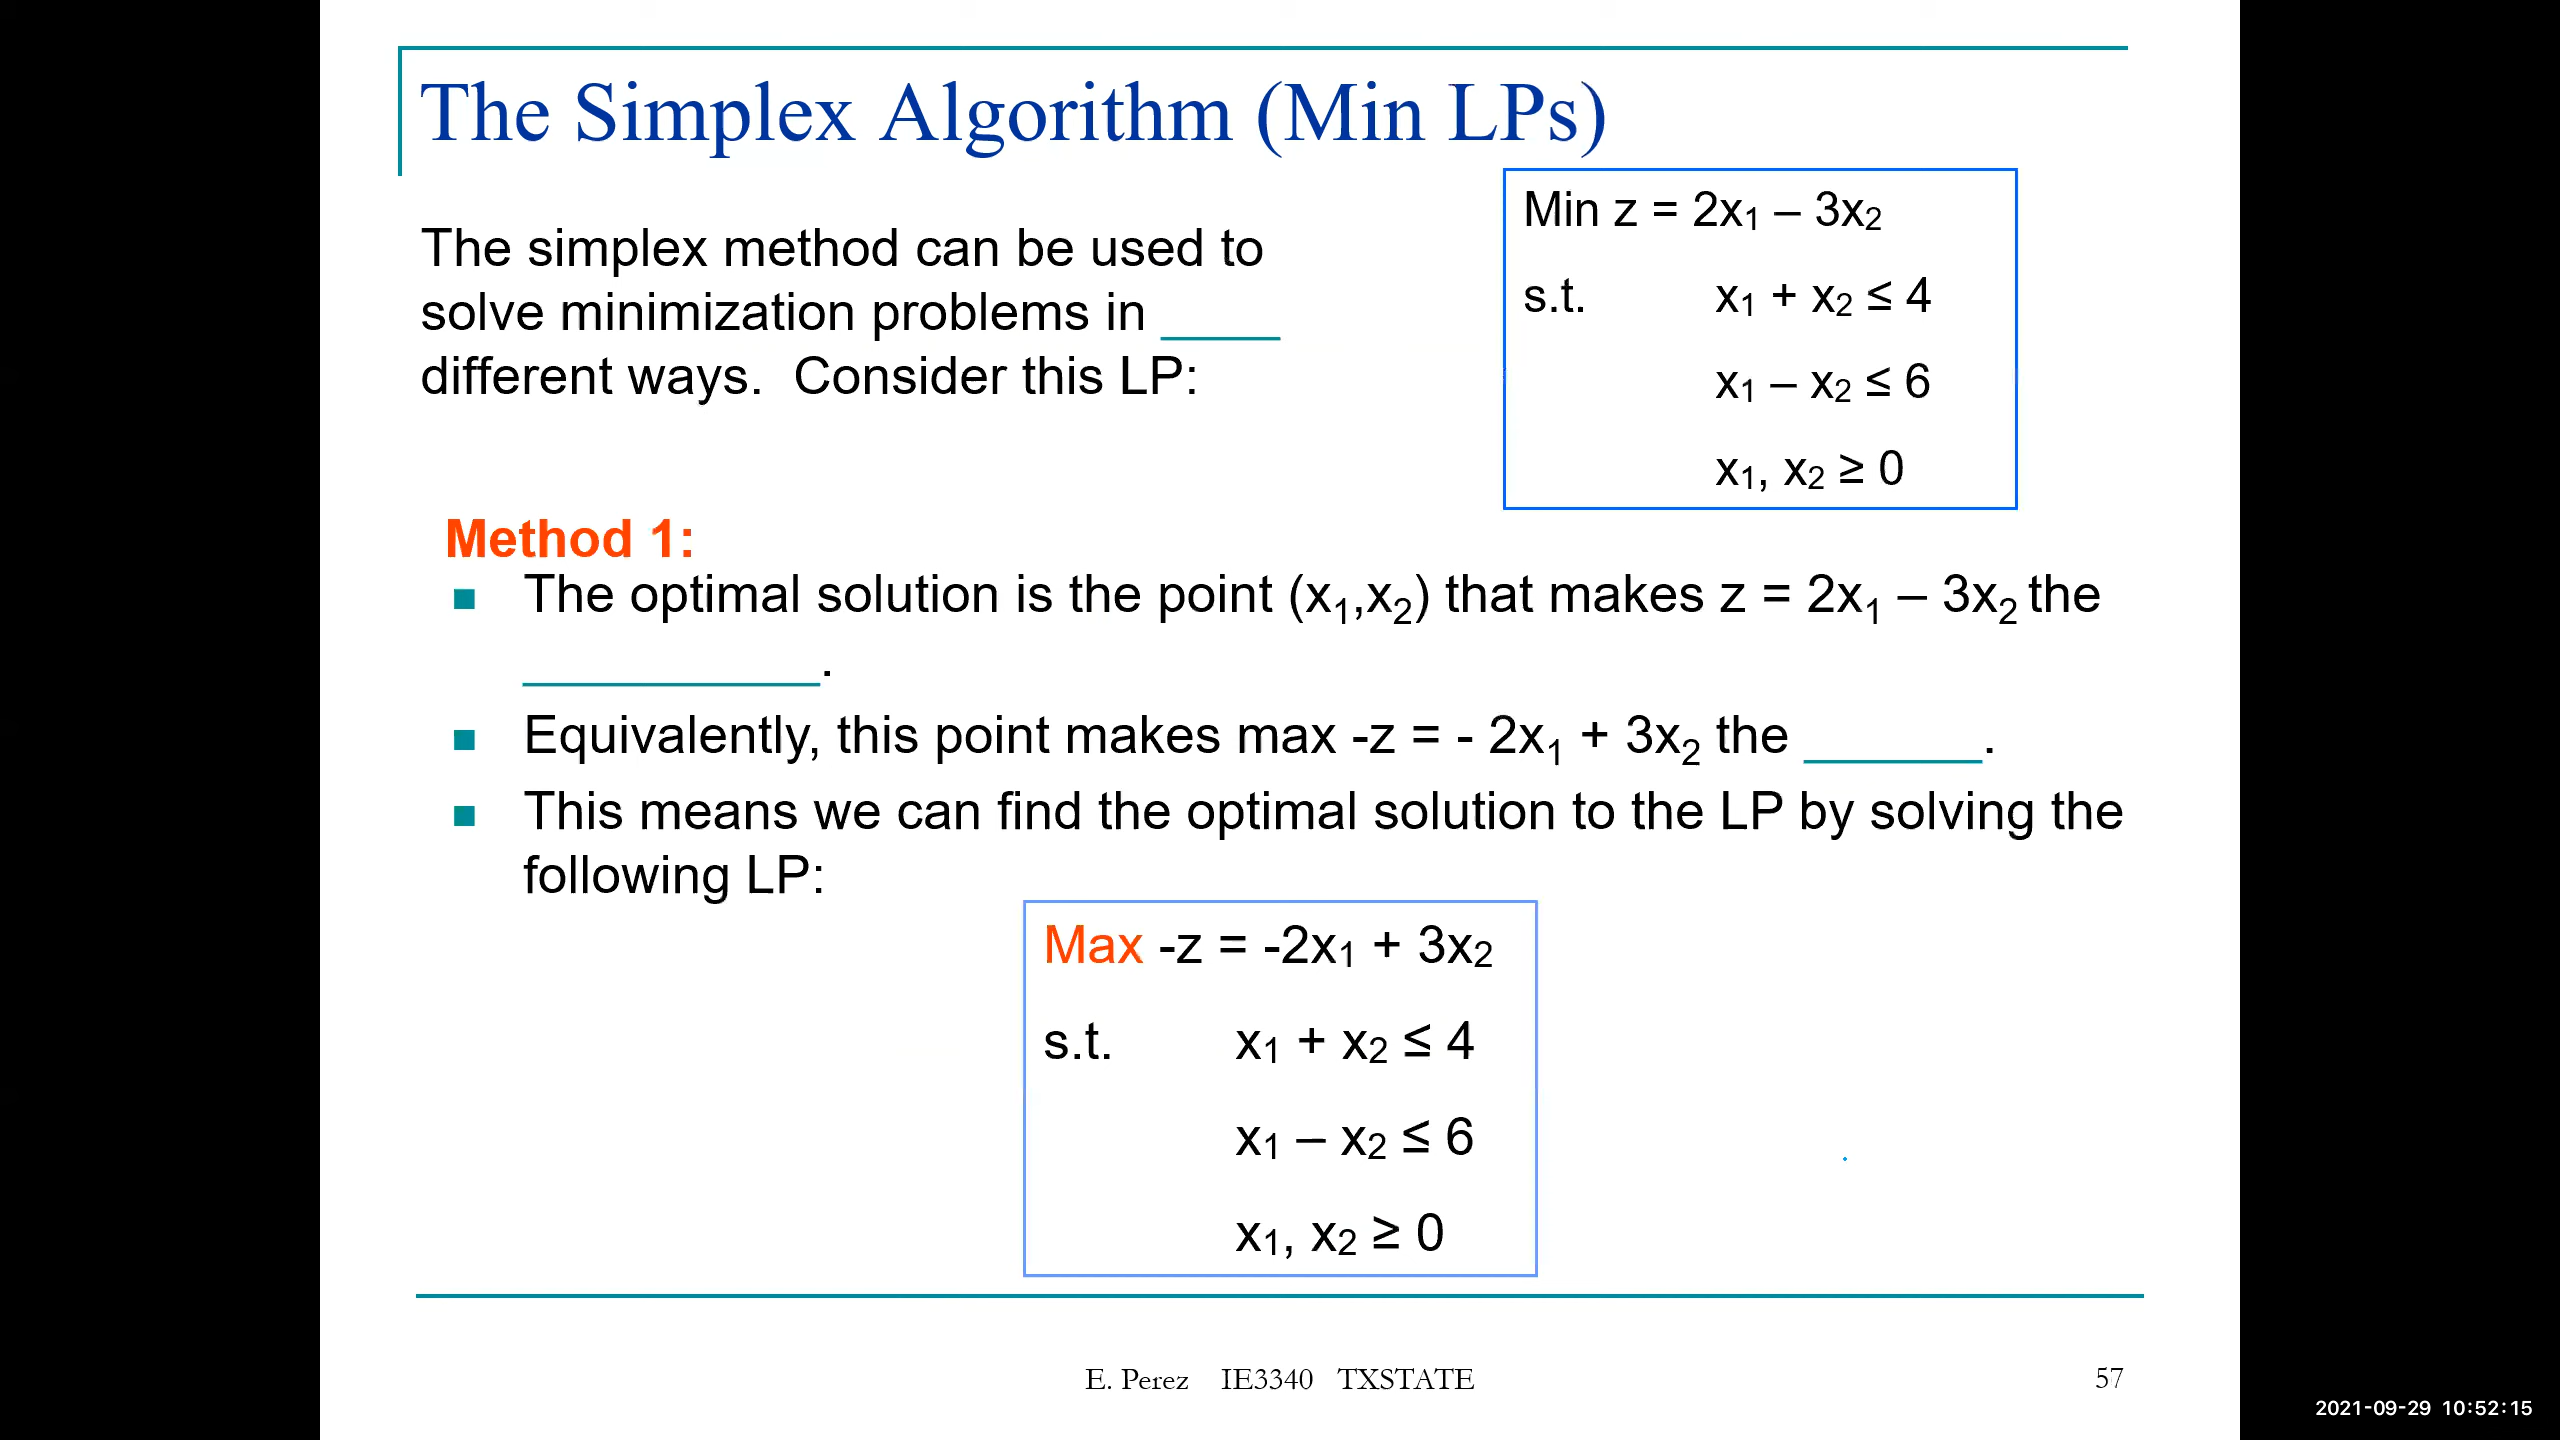 The Simplex Algorithm (Min LPs)
The simplex method can be used to
solve minimization problems in ____
different ways. Consider this LP:
Min z = 2x₁ – 3x₂
s.t. x₁ + x₂ ≤ 4
x₁ – x₂ ≤ 6
x₁, x₂ ≥ 0
Method 1:
■ The optimal solution is the point (x₁,x₂) that makes z = 2x₁ – 3x₂ the
__________.
■ Equivalently, this point makes max -z = - 2x₁ + 3x₂ the ______.
■ This means we can find the optimal solution to the LP by solving the
following LP:
Max -z = -2x₁ + 3x₂
s.t. x₁ + x₂ ≤ 4
x₁ – x₂ ≤ 6
x₁, x₂ ≥ 0
E. Perez IE3340 TXSTATE
57
2021-09-29 10:52:15